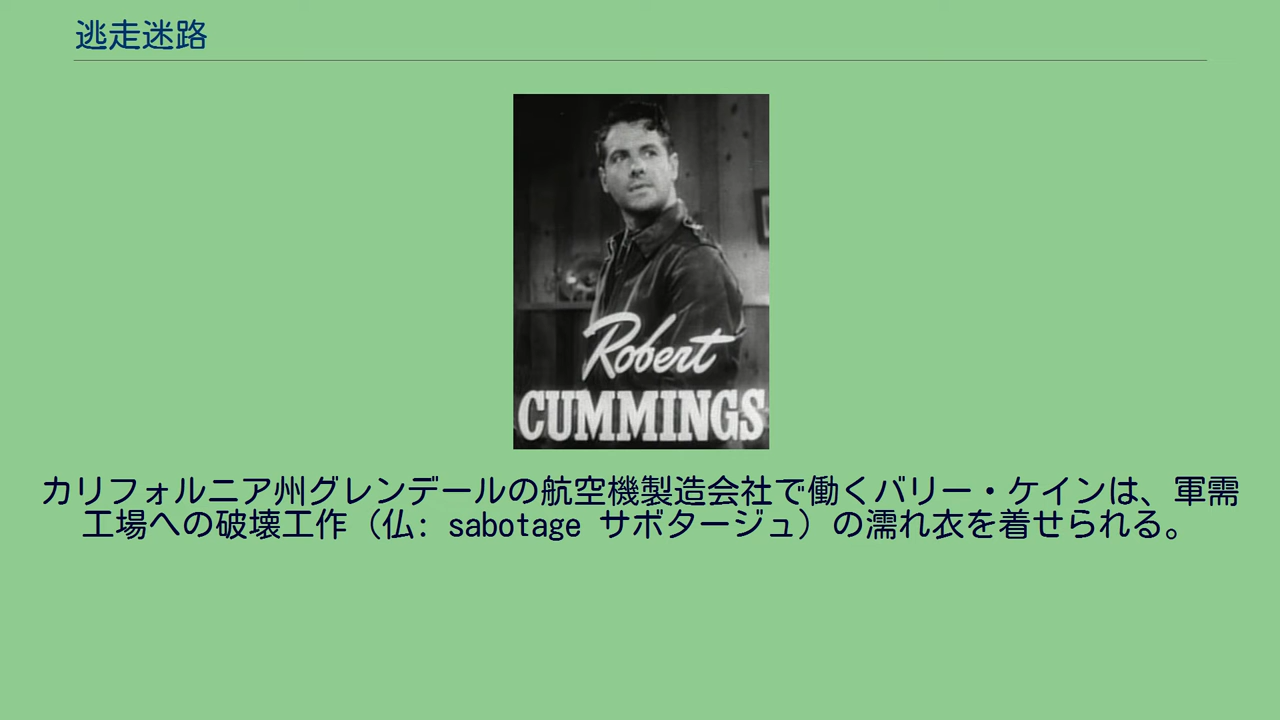 逃走迷路
Robert
CUMMINGS
カリフォルニア州グレンデールの航空機製造会社で働くバリー・ケインは、軍需
工場への破壊工作（仏: sabotage サボタージュ）の濡れ衣を着せられる。